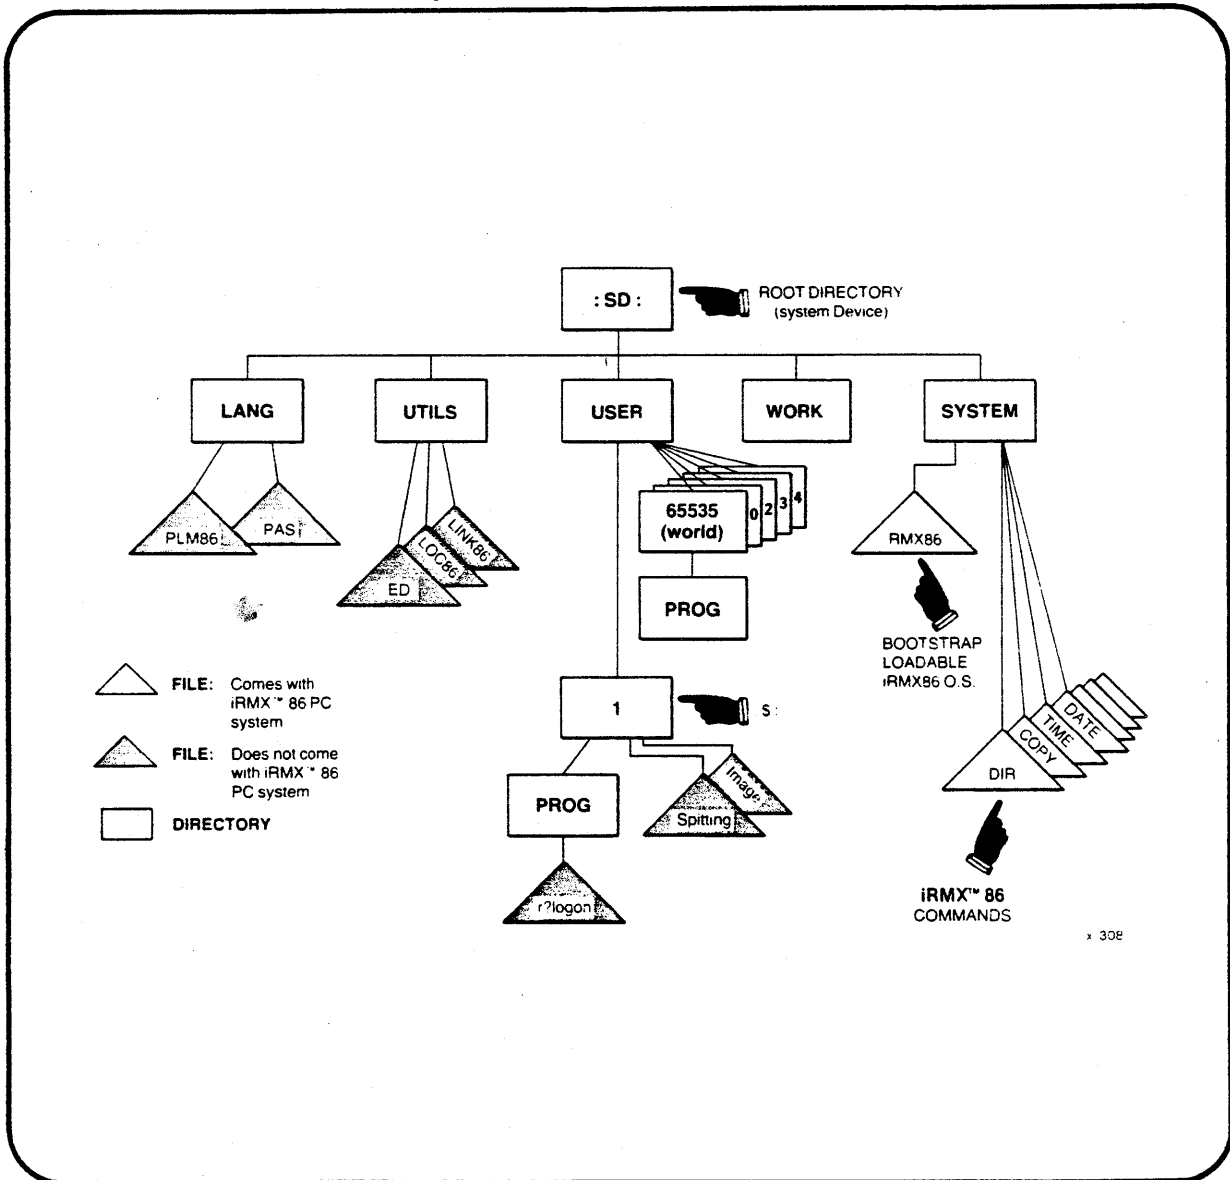 : SD :
ROOT DIRECTORY
(system Device)
LANG
UTILS
USER
WORK
SYSTEM
PLM86
PAS
ED
LOC86
LINK86
65535
(world)
0
2
3
4
PROG
RMX86
BOOTSTRAP
LOADABLE
iRMX86 O.S.
1
S :
PROG
Spitting
Image
r?logon
DIR
COPY
TIME
DATE
iRMX™ 86
COMMANDS
FILE: Comes with
iRMX™ 86 PC
system
FILE: Does not come
with iRMX™ 86
PC system
DIRECTORY
x 308